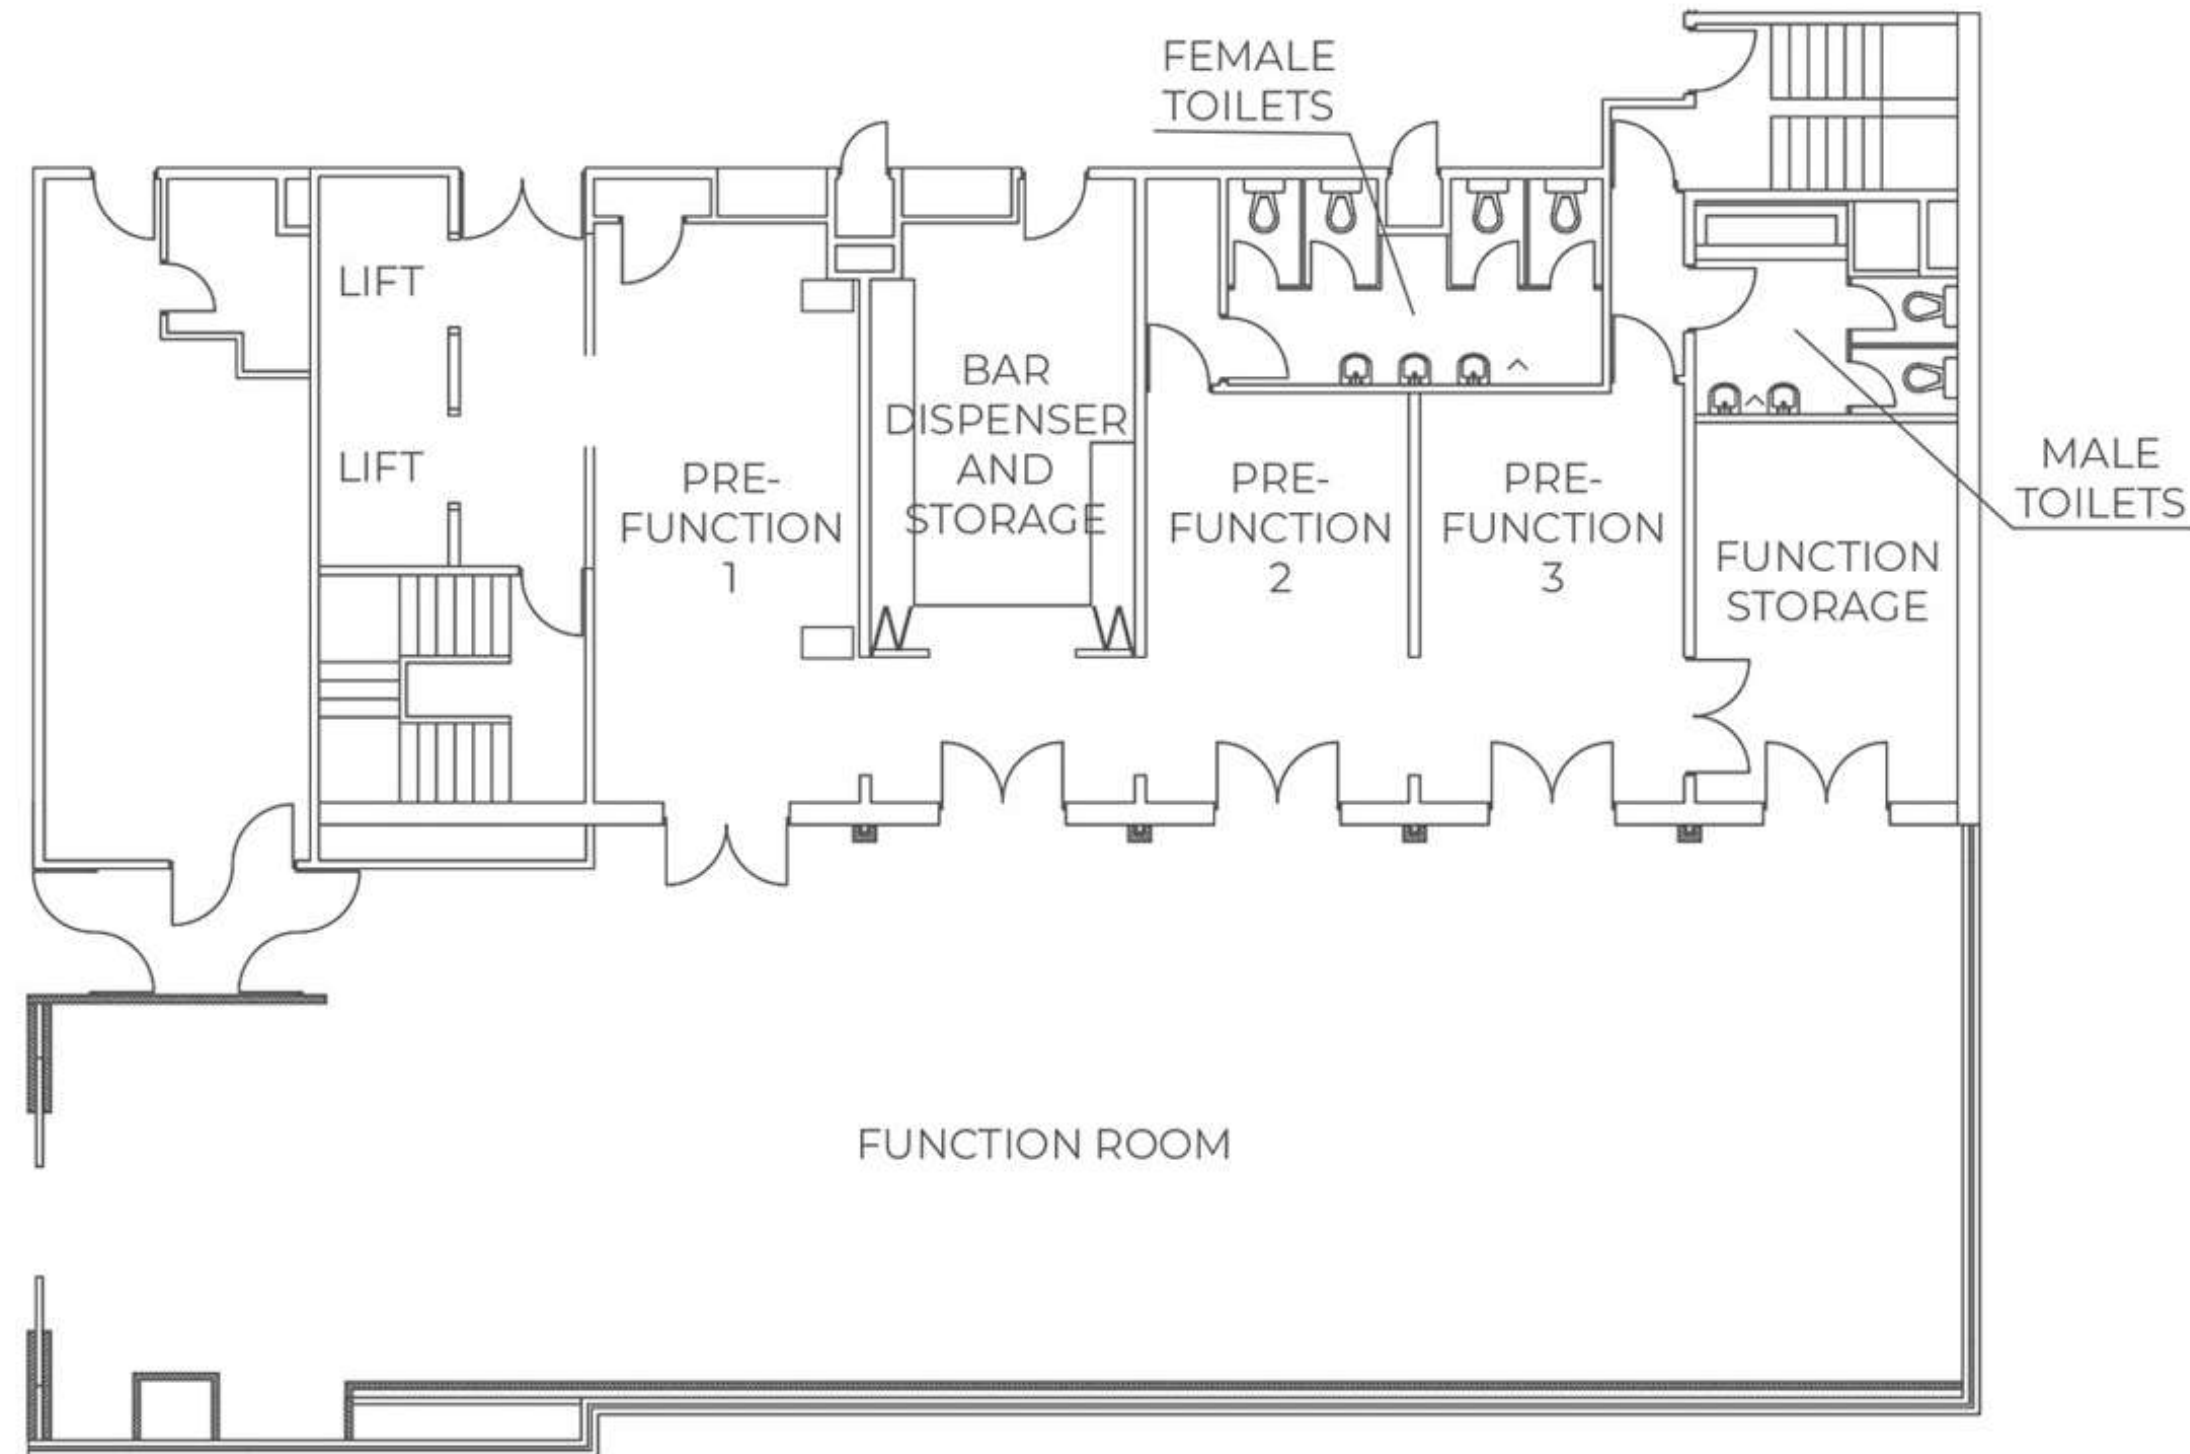 FEMALE
TOILETS
LIFT
LIFT
BAR
DISPENSER
AND
STORAGE
PRE-
FUNCTION
1
PRE-
FUNCTION
2
PRE-
FUNCTION
3
MALE
TOILETS
FUNCTION
STORAGE
FUNCTION ROOM